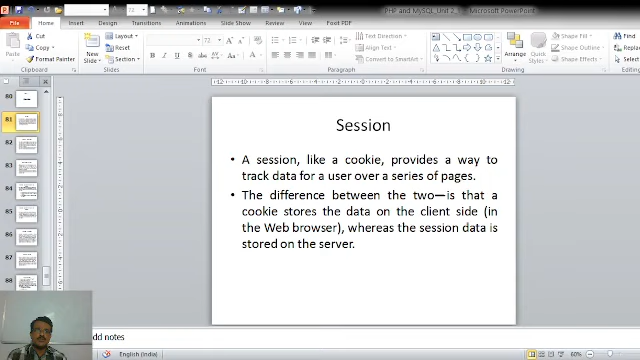 PHP and MySQL_Unit 2_1 - Microsoft PowerPoint
File Home Insert Design Transitions Animations Slide Show Review View Foxit PDF
Cut
Copy
Format Painter
Clipboard
New Slide
Layout
Reset
Section
Slides
Font
Paragraph
Text Direction
Align Text
Convert to SmartArt
Arrange
Quick Styles
Shape Fill
Shape Outline
Shape Effects
Drawing
Find
Replace
Select
80
81
82
83
84
85
86
87
88
Session
• A session, like a cookie, provides a way to
track data for a user over a series of pages.
• The difference between the two—is that a
cookie stores the data on the client side (in
the Web browser), whereas the session data is
stored on the server.
dd notes
English (India)
60%